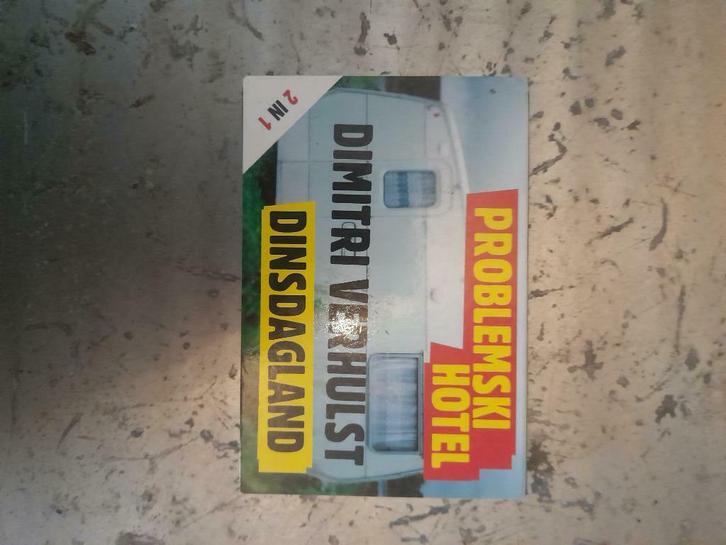 PROBLEMSKI
HOTEL
DIMITRI VERHULST
DINSDAGLAND
2 IN 1